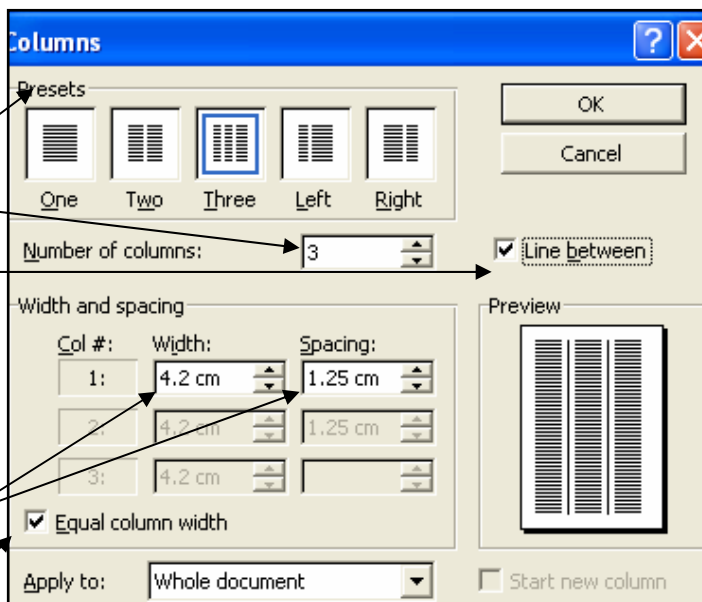 Columns
Presets
One Two Three Left Right
OK
Cancel
Number of columns: 3
Line between
Width and spacing
Col #: Width: Spacing:
1: 4.2 cm 1.25 cm
2: 4.2 cm 1.25 cm
3: 4.2 cm
Equal column width
Preview
Apply to: Whole document
Start new column